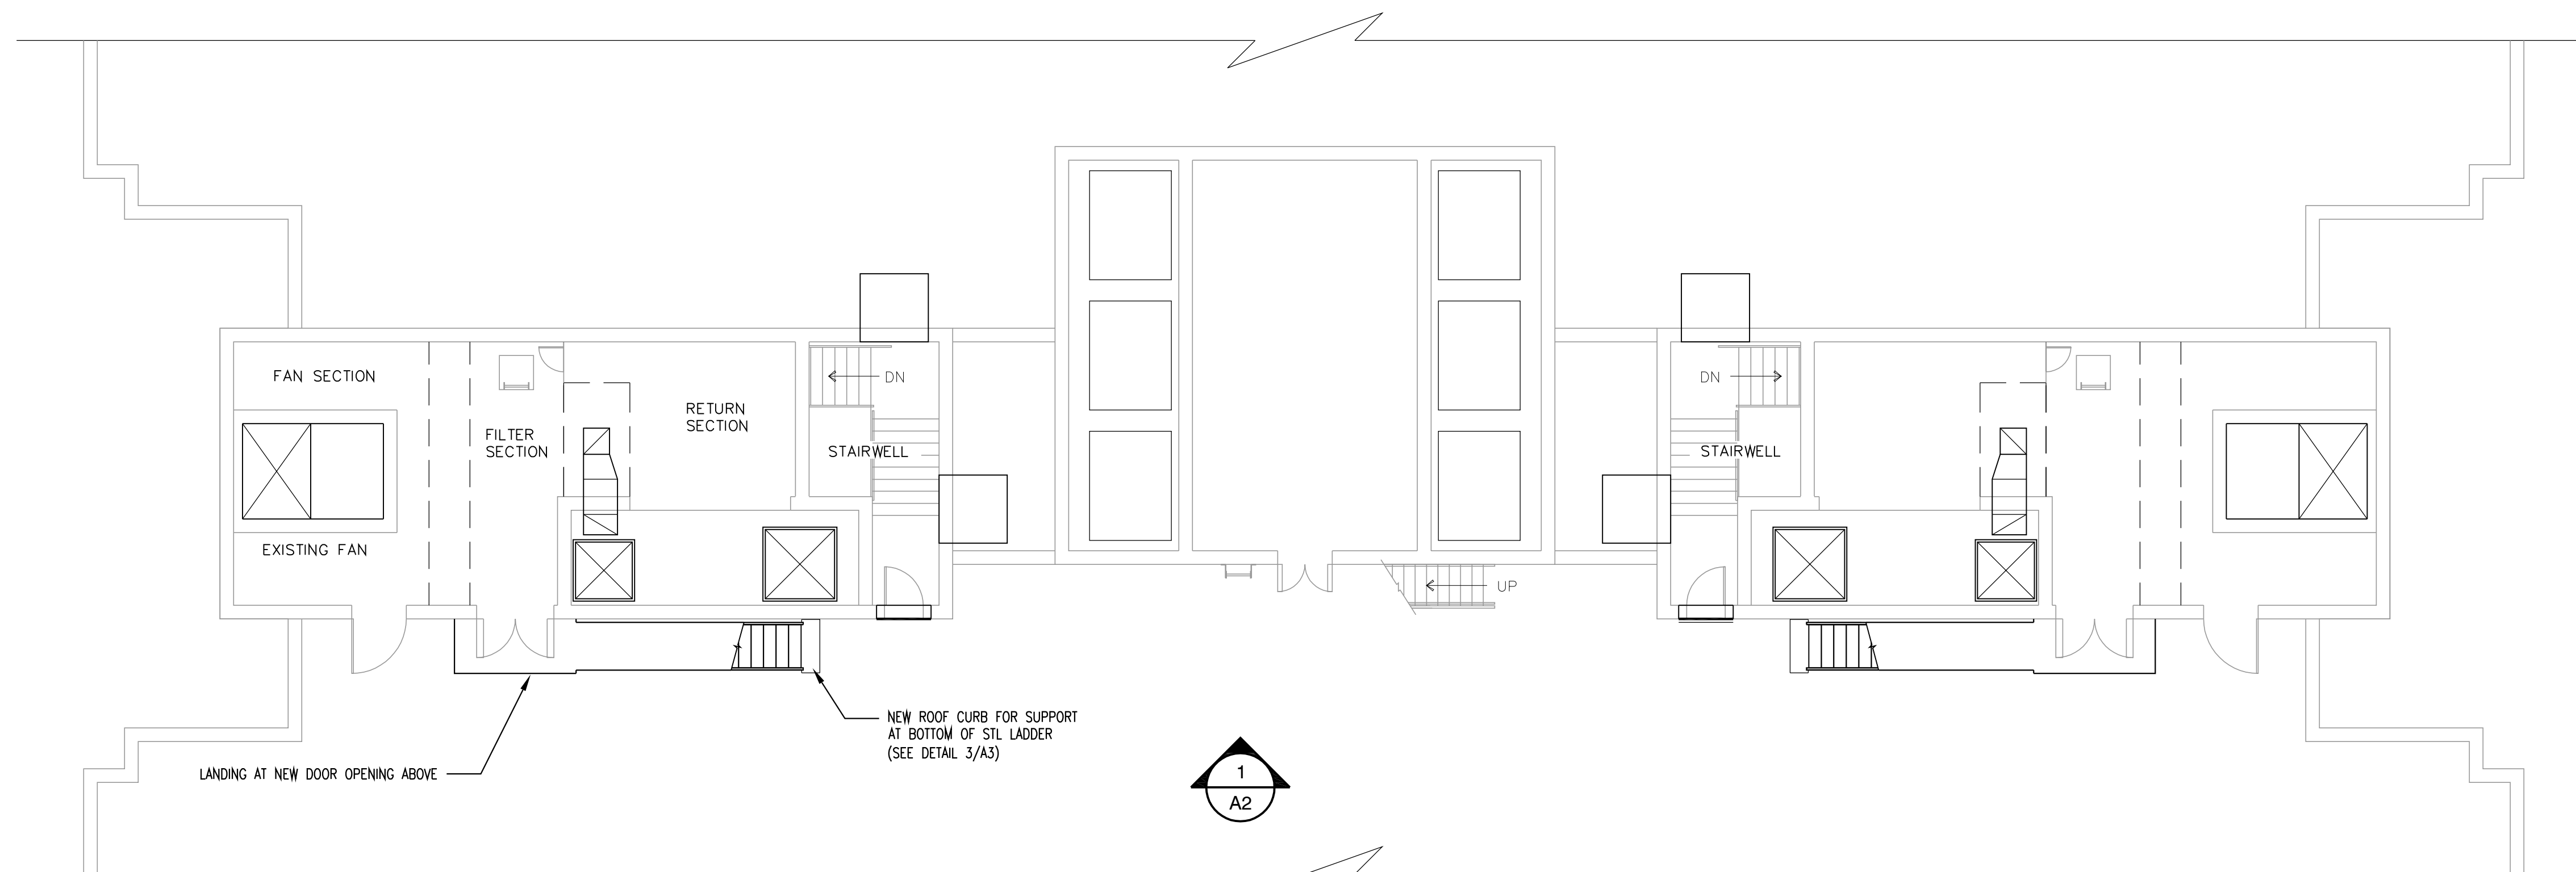 FAN SECTION
EXISTING FAN
FILTER
SECTION
RETURN
SECTION
DN
STAIRWELL
UP
DN
STAIRWELL
NEW ROOF CURB FOR SUPPORT
AT BOTTOM OF STL LADDER
(SEE DETAIL 3/A3)
LANDING AT NEW DOOR OPENING ABOVE
1
A2